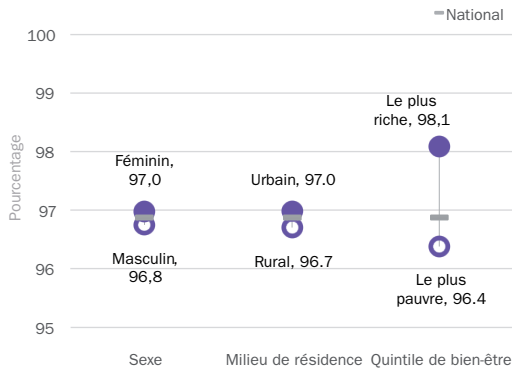 National
100
99
98
97
96
95
Pourcentage
Féminin,
97,0
Masculin,
96,8
Urbain, 97.0
Rural, 96.7
Le plus
riche, 98,1
Le plus
pauvre, 96.4
Sexe
Milieu de résidence
Quintile de bien-être